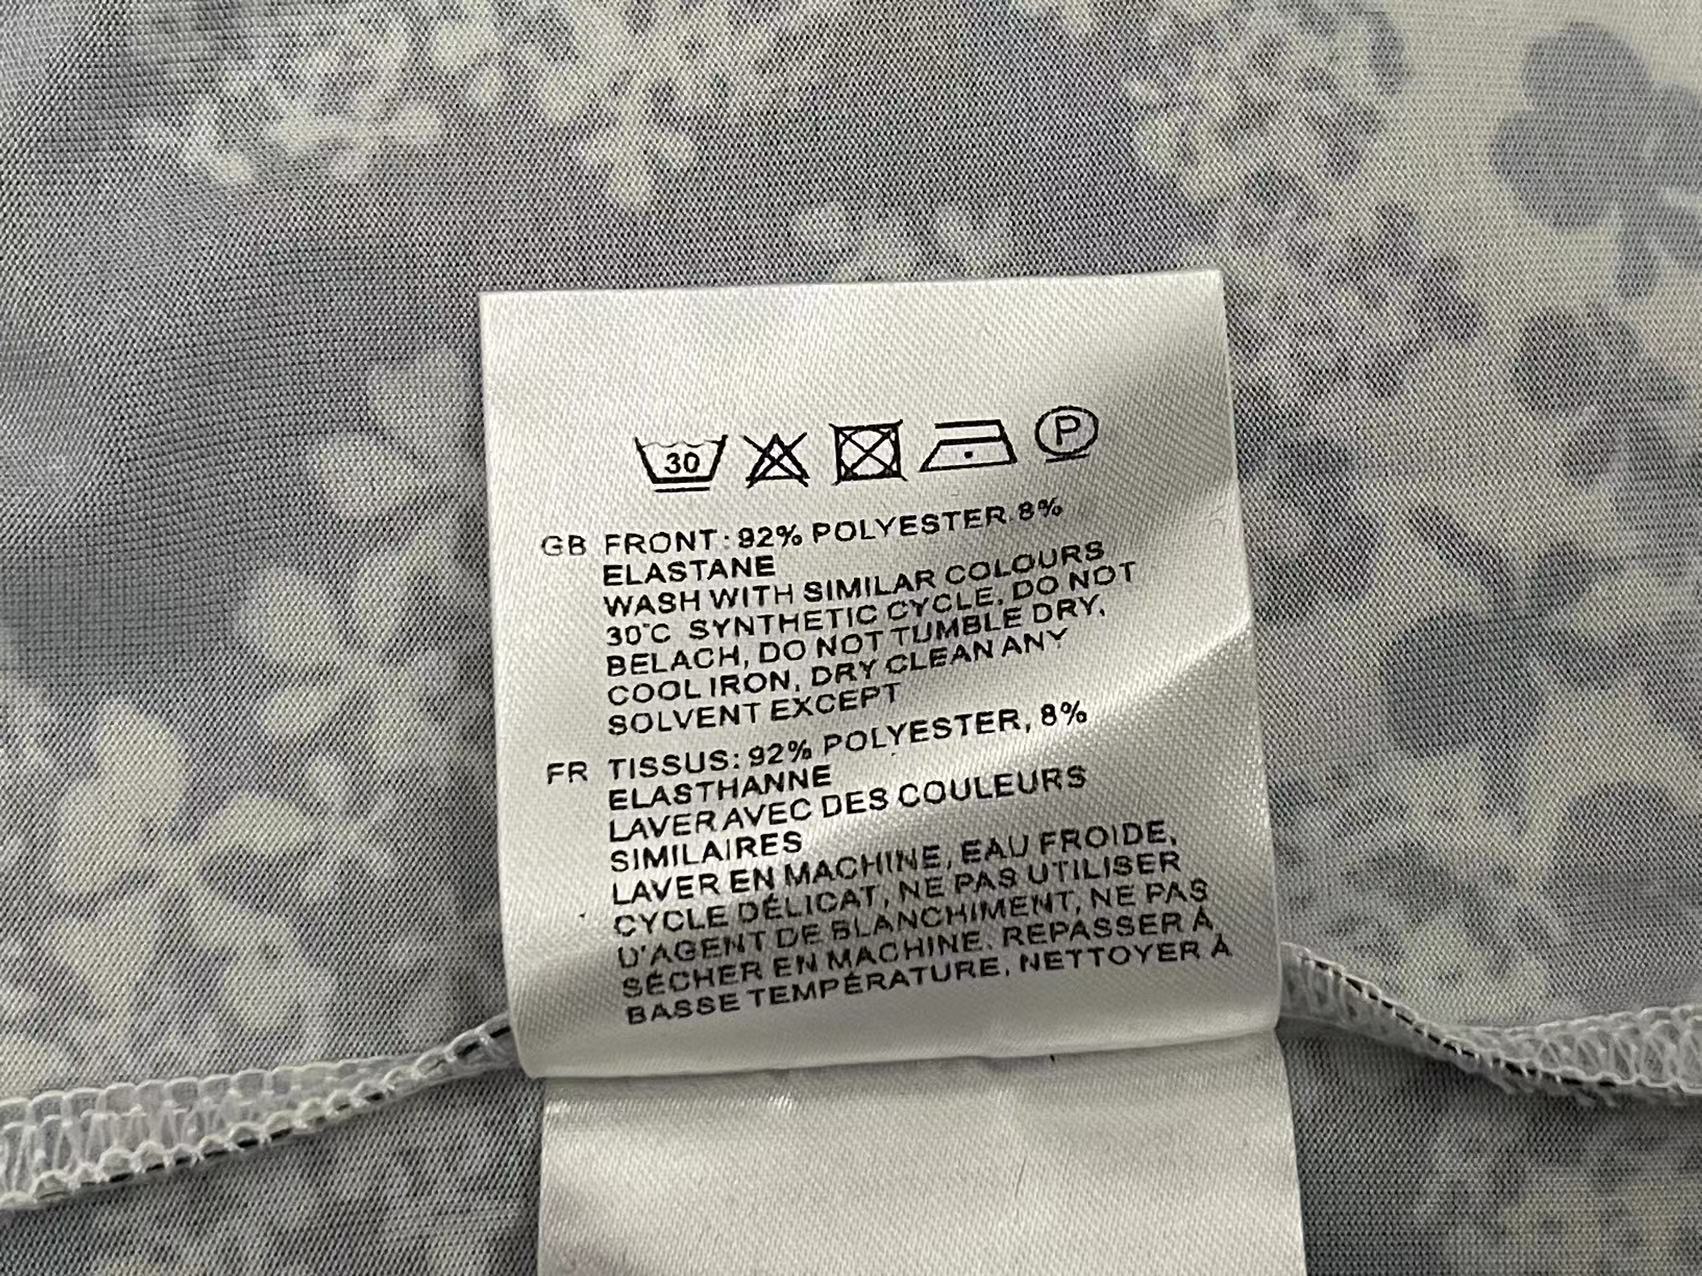 30
P
GB FRONT: 92% POLYESTER 8%
ELASTANE
WASH WITH SIMILAR COLOURS
30°C SYNTHETIC CYCLE, DO NOT
BELACH, DO NOT TUMBLE DRY,
COOL IRON, DRY CLEAN ANY
SOLVENT EXCEPT
FR TISSUS: 92% POLYESTER, 8%
ELASTHANNE
LAVER AVEC DES COULEURS
SIMILAIRES
LAVER EN MACHINE, EAU FROIDE,
CYCLE DÉLICAT, NE PAS UTILISER
D'AGENT DE BLANCHIMENT, NE PAS
SÉCHER EN MACHINE. REPASSER À,
BASSE TEMPÉRATURE, NETTOYER À